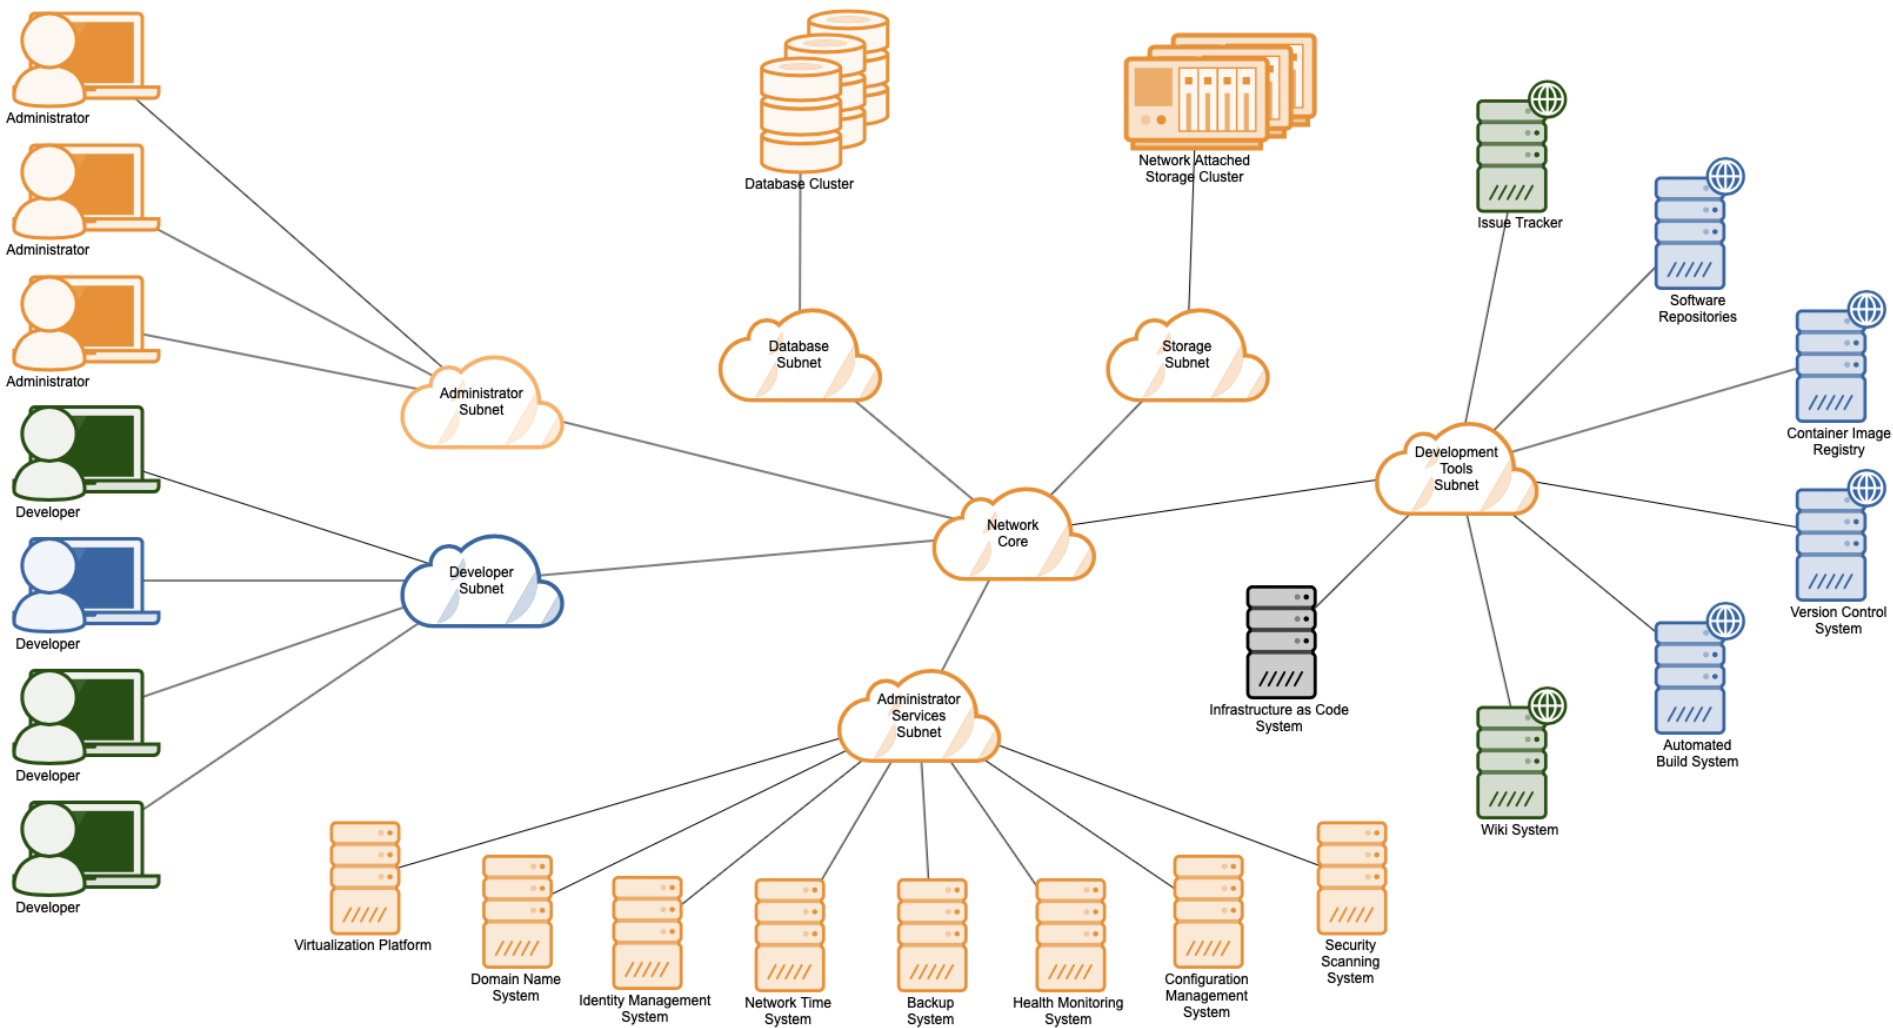 Administrator
Administrator
Administrator
Developer
Developer
Developer
Developer
Administrator
Subnet
Developer
Subnet
Database Cluster
Database
Subnet
Network Attached
Storage Cluster
Storage
Subnet
Network
Core
Administrator
Services
Subnet
Virtualization Platform
Domain Name
System
Identity Management
System
Network Time
System
Backup
System
Health Monitoring
System
Configuration
Management
System
Security
Scanning
System
Development
Tools
Subnet
Issue Tracker
Software
Repositories
Container Image
Registry
Version Control
System
Automated
Build System
Wiki System
Infrastructure as Code
System